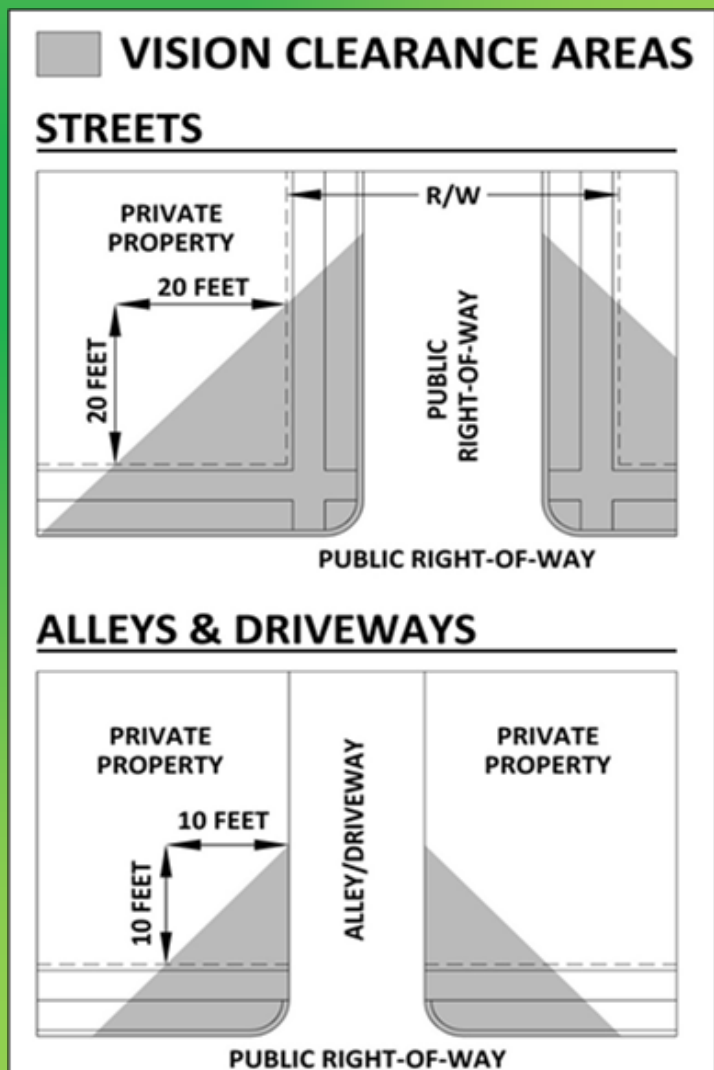 VISION CLEARANCE AREAS
STREETS
R/W
PRIVATE
PROPERTY
20 FEET
20 FEET
PUBLIC
RIGHT-OF-WAY
PUBLIC RIGHT-OF-WAY
ALLEYS & DRIVEWAYS
PRIVATE
PROPERTY
ALLEY/DRIVEWAY
PRIVATE
PROPERTY
10 FEET
10 FEET
PUBLIC RIGHT-OF-WAY